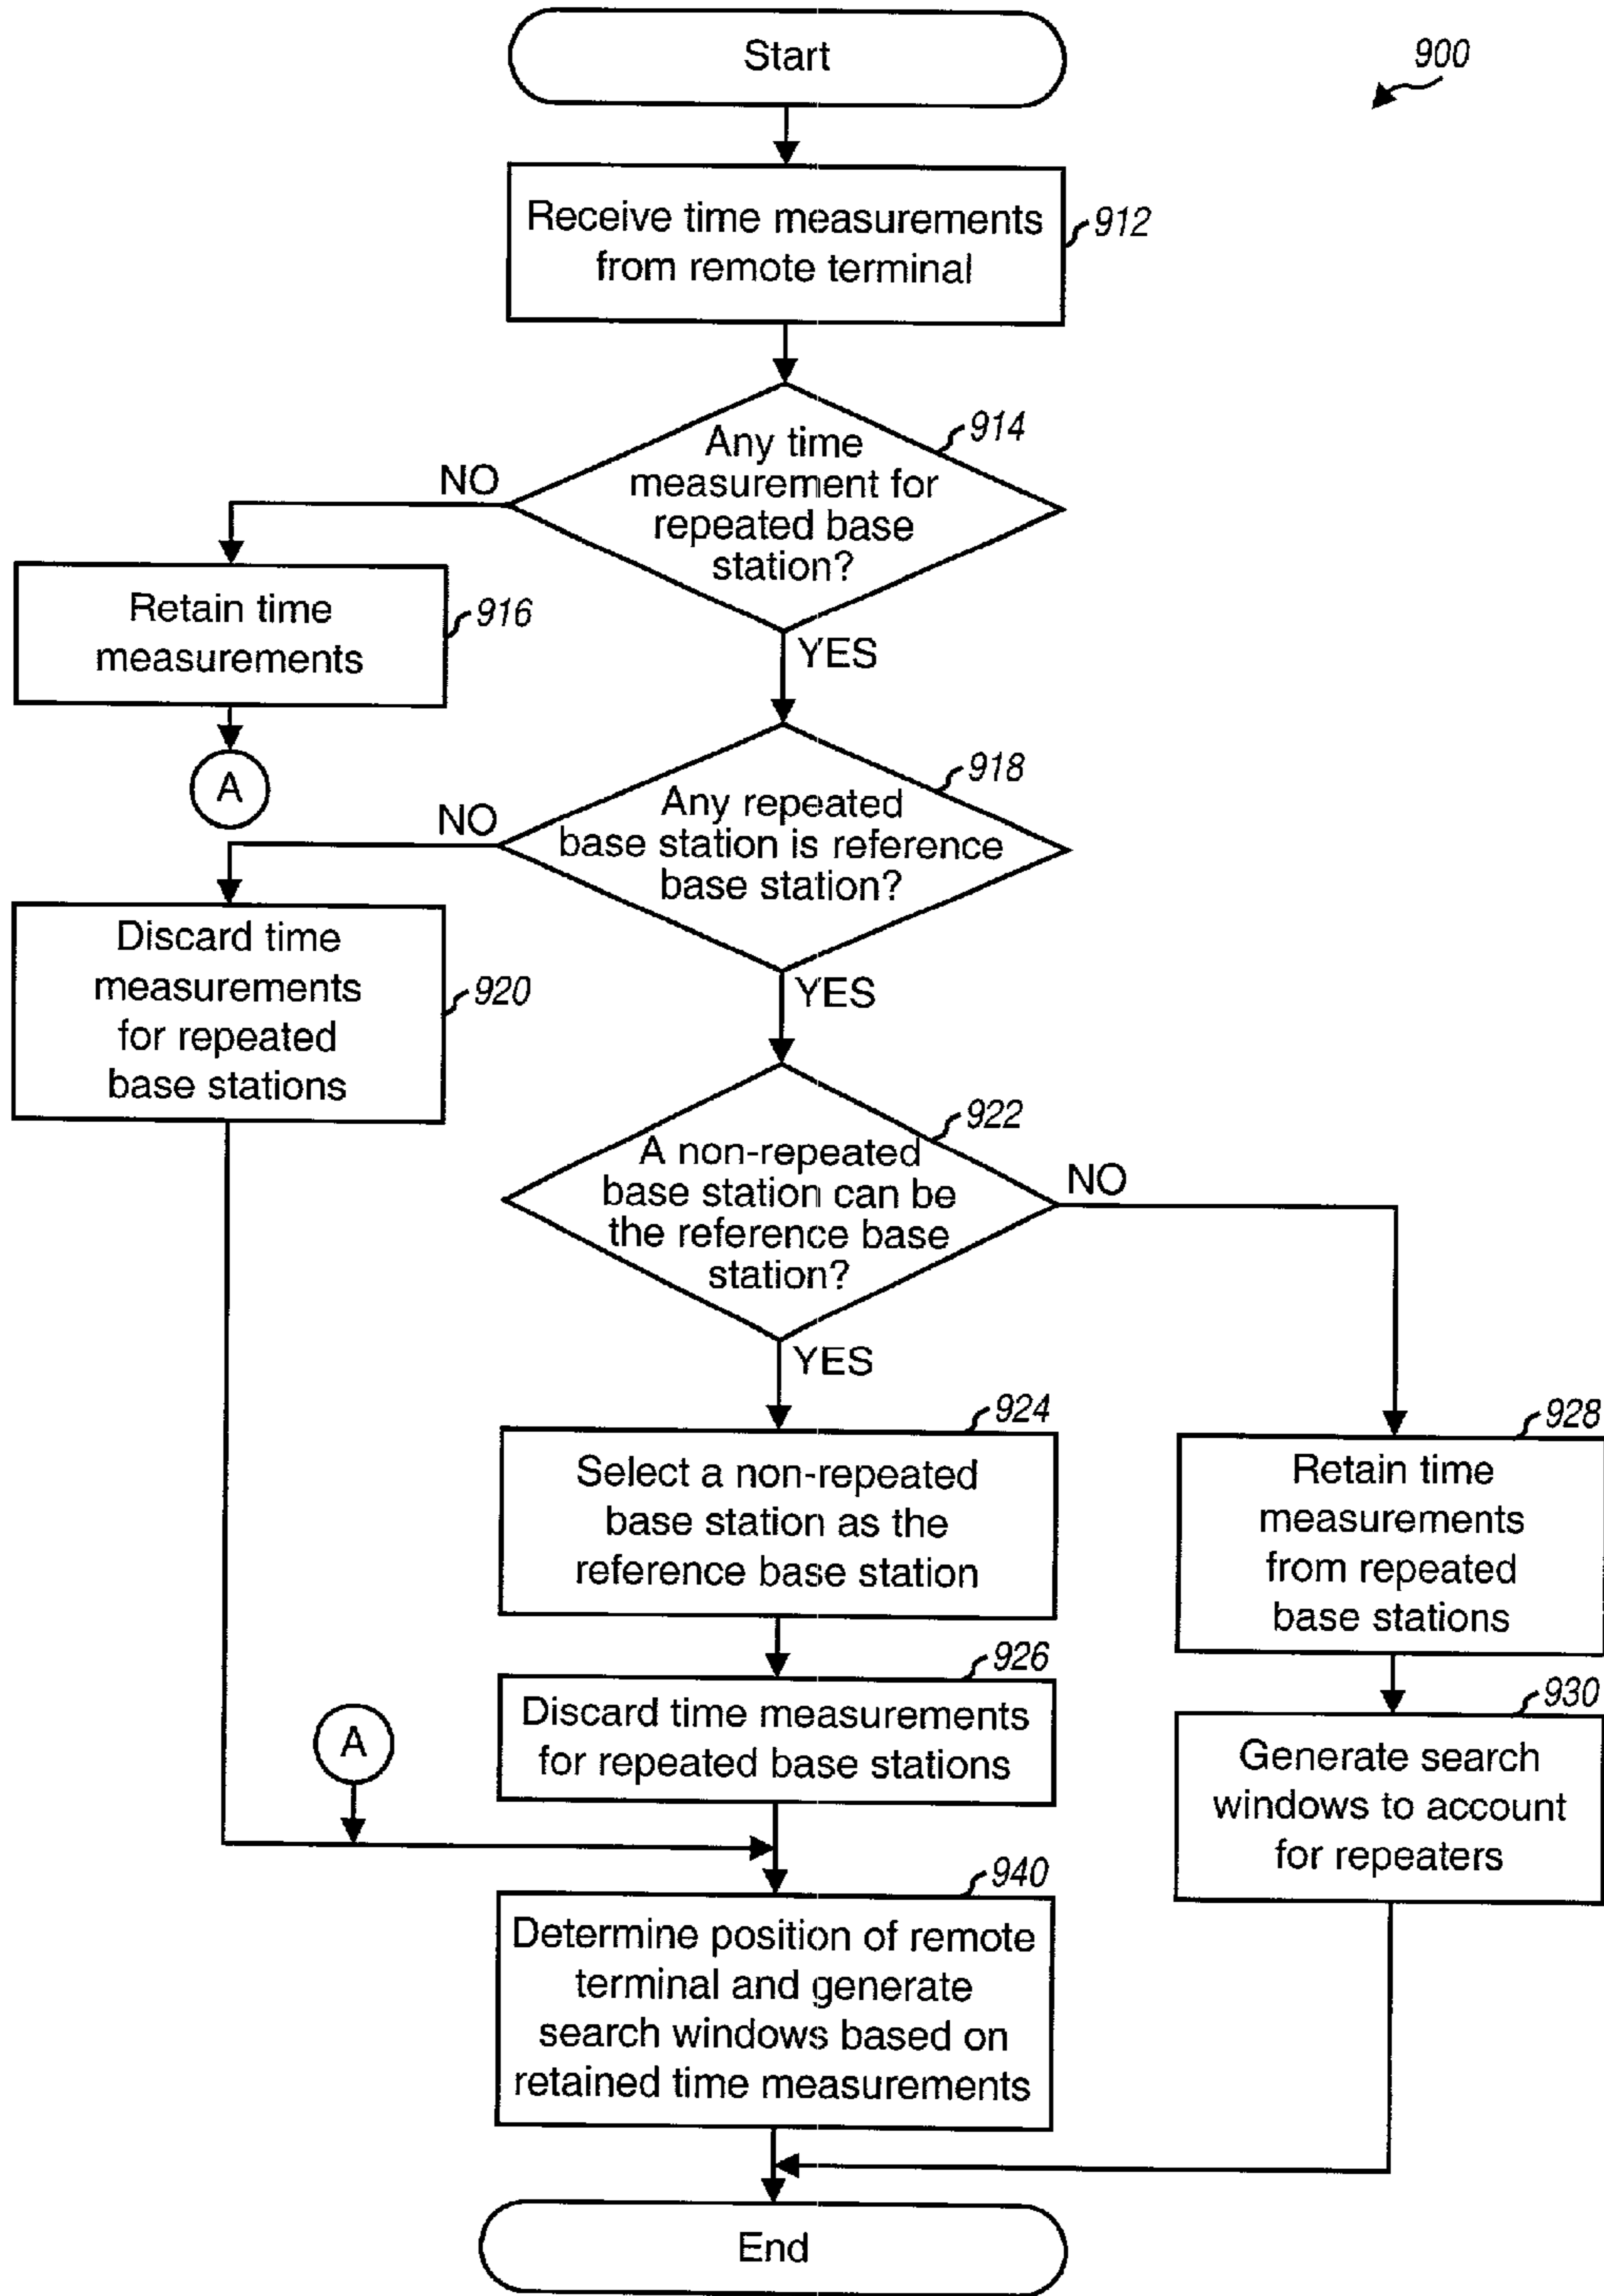 Start
900
Receive time measurements
from remote terminal
912
Any time
measurement for
repeated base
station?
914
NO
YES
Retain time
measurements
916
A
Any repeated
base station is reference
base station?
918
NO
YES
Discard time
measurements
for repeated
base stations
920
A non-repeated
base station can be
the reference base
station?
922
NO
YES
Select a non-repeated
base station as the
reference base station
924
Retain time
measurements
from repeated
base stations
928
Discard time measurements
for repeated base stations
926
Generate search
windows to account
for repeaters
930
A
Determine position of remote
terminal and generate
search windows based on
retained time measurements
940
End